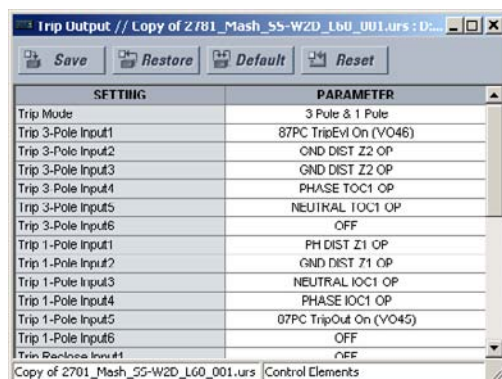 Trip Output // Copy of 2781_Mash_SS-W2D_L60_001.urs : D:...
Save Restore Default Reset
SETTING PARAMETER
Trip Mode 3 Pole & 1 Pole
Trip 3-Pole Input1 87PC TripEvl On (VO46)
Trip 3-Pole Input2 GND DIST Z2 OP
Trip 3-Pole Input3 GND DIST Z2 OP
Trip 3-Pole Input4 PHASE TOC1 OP
Trip 3-Pole Input5 NEUTRAL TOC1 OP
Trip 3-Pole Input6 OFF
Trip 1-Pole Input1 PH DIST Z1 OP
Trip 1-Pole Input2 GND DIST Z1 OP
Trip 1-Pole Input3 NEUTRAL IOC1 OP
Trip 1-Pole Input4 PHASE IOC1 OP
Trip 1-Pole Input5 87PC TripOut On (VO45)
Trip 1-Pole Input6 OFF
Trip Reclose Input1 OFF
Copy of 2781_Mash_SS-W2D_L60_001.urs Control Elements